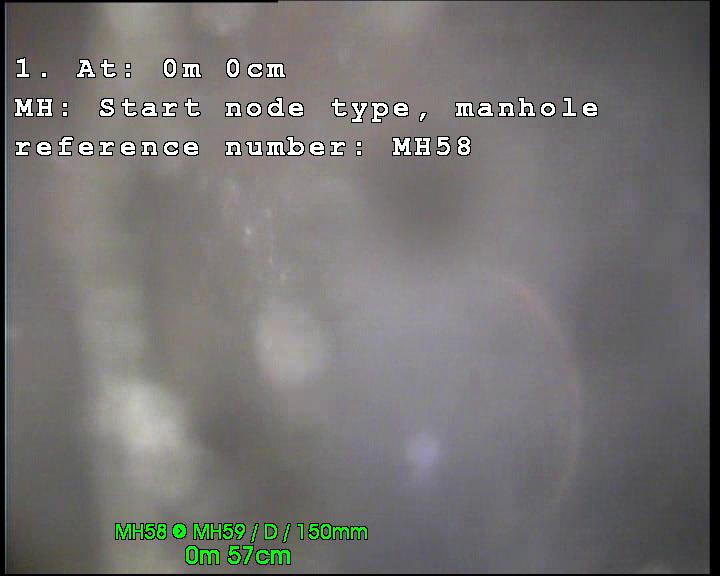 1. At: 0m 0cm
MH: Start node type, manhole
reference number: MH58
MH58 MH59 / D / 150mm
0m 57cm